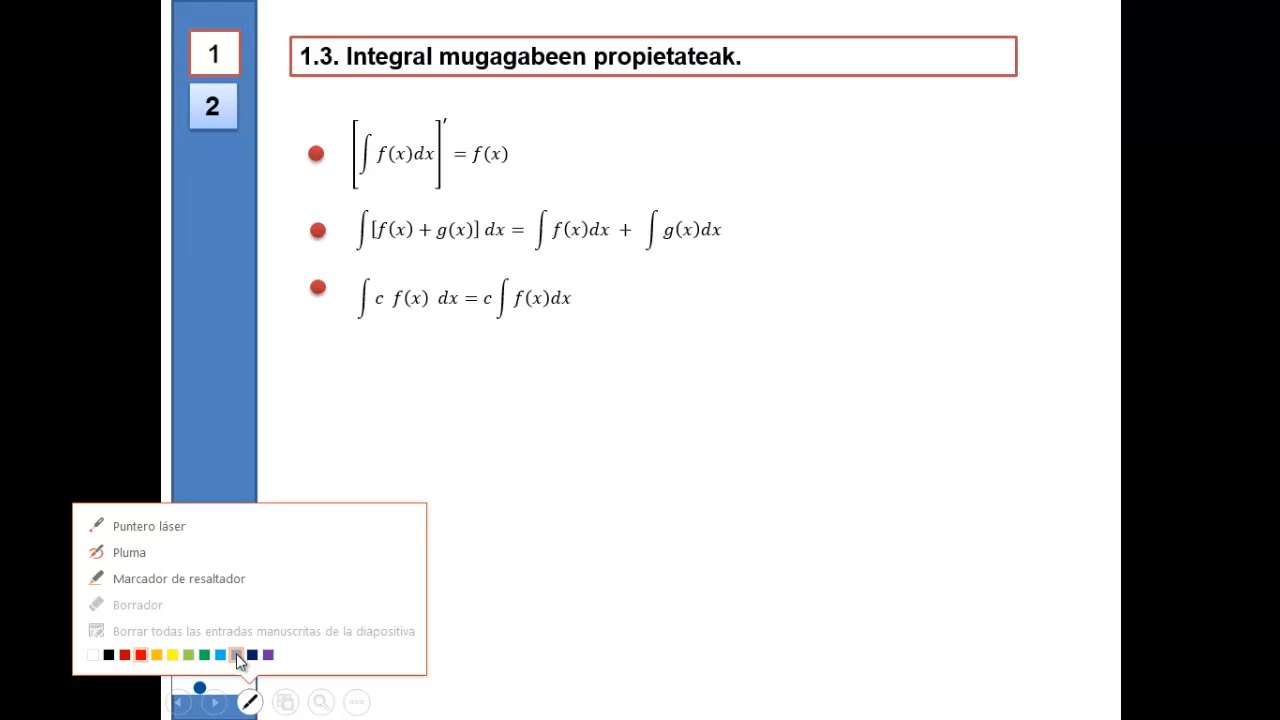 1
2
1.3. Integral mugagabeen propietateak.
[∫ f(x)dx]′ = f(x)
∫[f(x) + g(x)] dx = ∫ f(x)dx + ∫ g(x)dx
∫ c f(x) dx = c ∫ f(x)dx
Puntero láser
Pluma
Marcador de resaltador
Borrador
Borrar todas las entradas manuscritas de la diapositiva